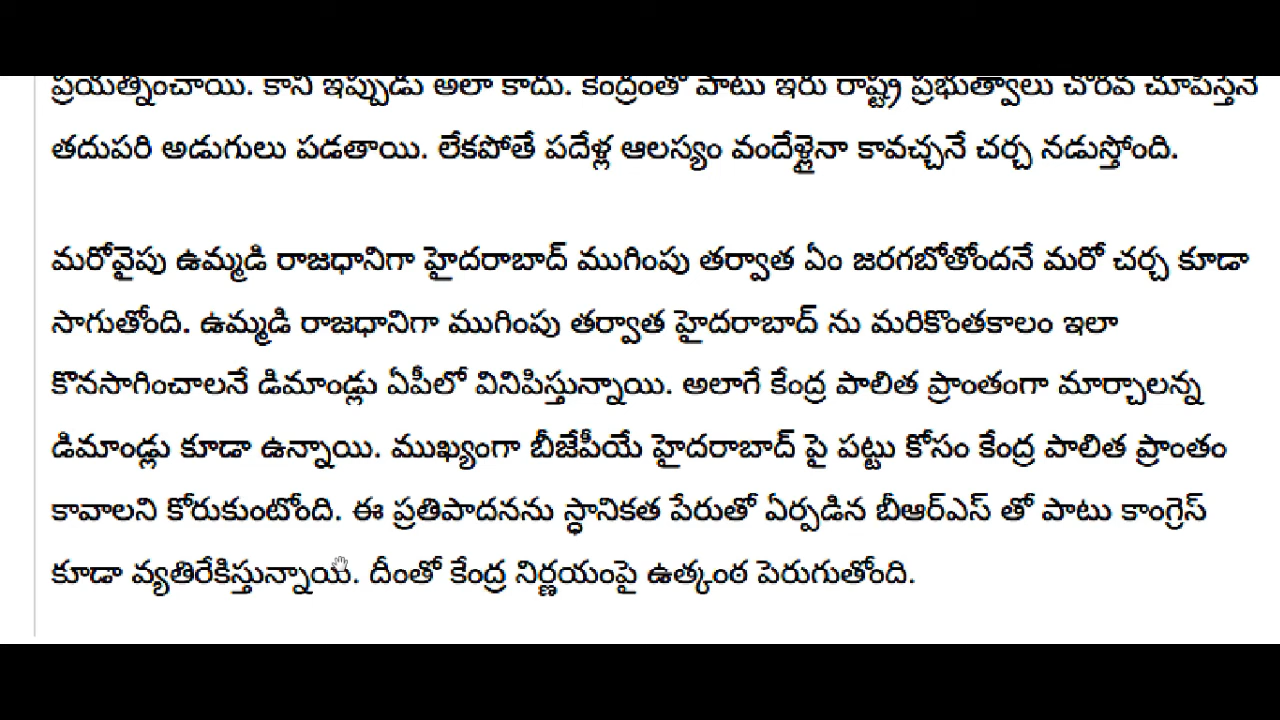 ప్రయత్నించాయి. కానీ ఇప్పుడు అలా కాదు. కేంద్రంతో పాటు ఇరు రాష్ట్ర ప్రభుత్వాలు చొరవ చూపిస్తేనే
తదుపరి అడుగులు పడతాయి. లేకపోతే పదేళ్ల ఆలస్యం వందేళ్లైనా కావచ్చనే చర్చ నడుస్తోంది.
మరోవైపు ఉమ్మడి రాజధానిగా హైదరాబాద్ ముగింపు తర్వాత ఏం జరగబోతోందనే మరో చర్చ కూడా
సాగుతోంది. ఉమ్మడి రాజధానిగా ముగింపు తర్వాత హైదరాబాద్ ను మరికొంతకాలం ఇలా
కొనసాగించాలనే డిమాండ్లు ఏపీలో వినిపిస్తున్నాయి. అలాగే కేంద్ర పాలిత ప్రాంతంగా మార్చాలన్న
డిమాండ్లు కూడా ఉన్నాయి. ముఖ్యంగా బీజేపీయే హైదరాబాద్ పై పట్టు కోసం కేంద్ర పాలిత ప్రాంతం
కావాలని కోరుకుంటోంది. ఈ ప్రతిపాదనను స్థానికత పేరుతో ఏర్పడిన బీఆర్ఎస్ తో పాటు కాంగ్రెస్
కూడా వ్యతిరేకిస్తున్నాయి. దీంతో కేంద్ర నిర్ణయంపై ఉత్కంఠ పెరుగుతోంది.